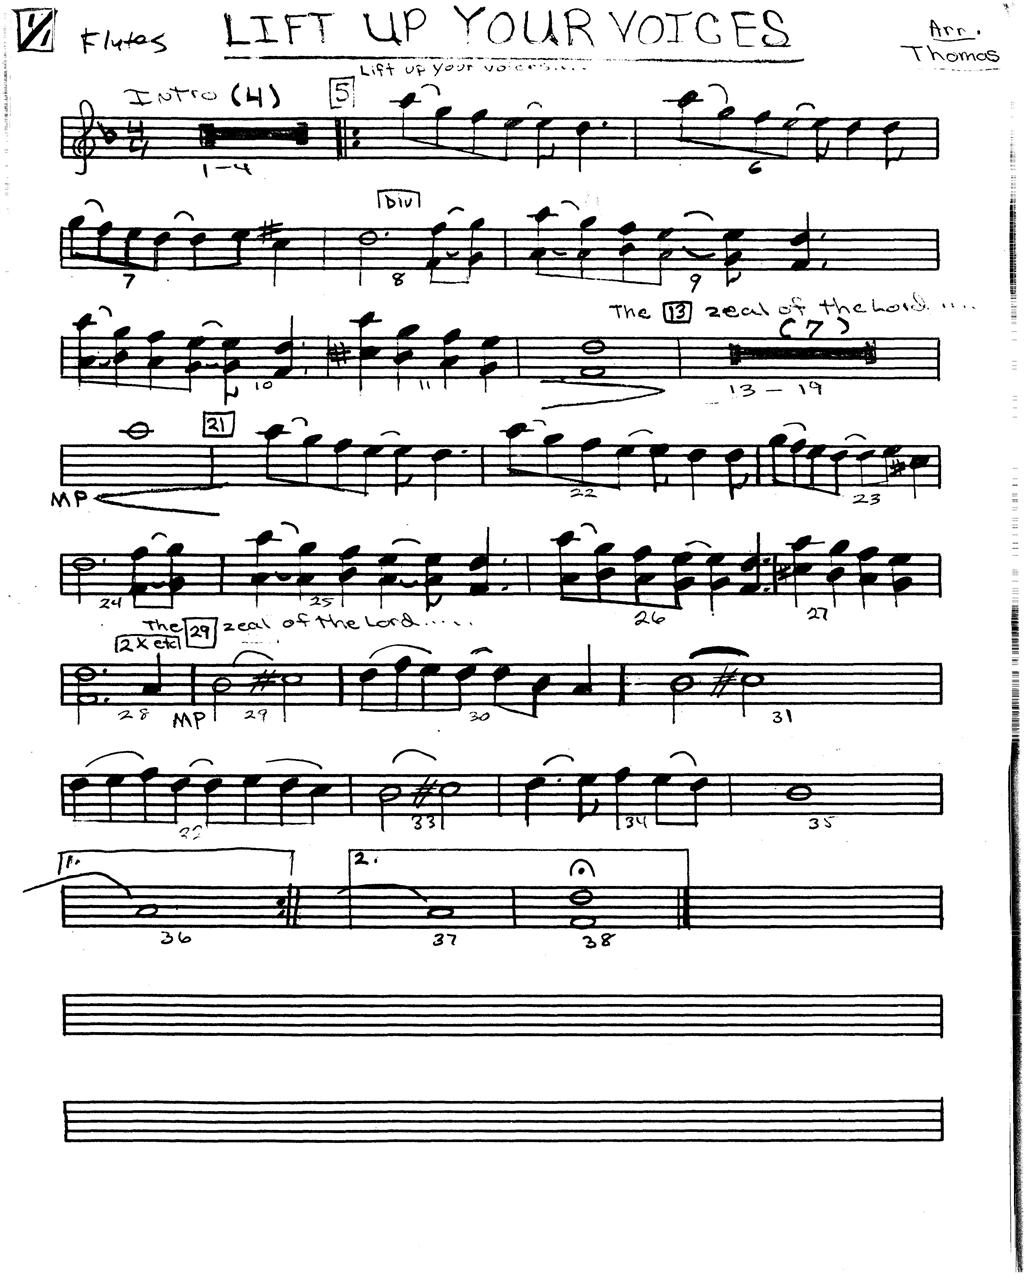 1/1 Flutes LIFT UP YOUR VOICES Arr. Thomas
Lift up your voices...
Intro (4) 5
4 4
1-4 6
Div
7 8 9
The 13 zeal of the Lord....
(7)
10 11 13-19
21
MP 22 23
24 25 26 27
The 29 zeal of the Lord.....
2x etc
28 MP 29 30 31
32 33 34 35
1. 2.
36 37 38